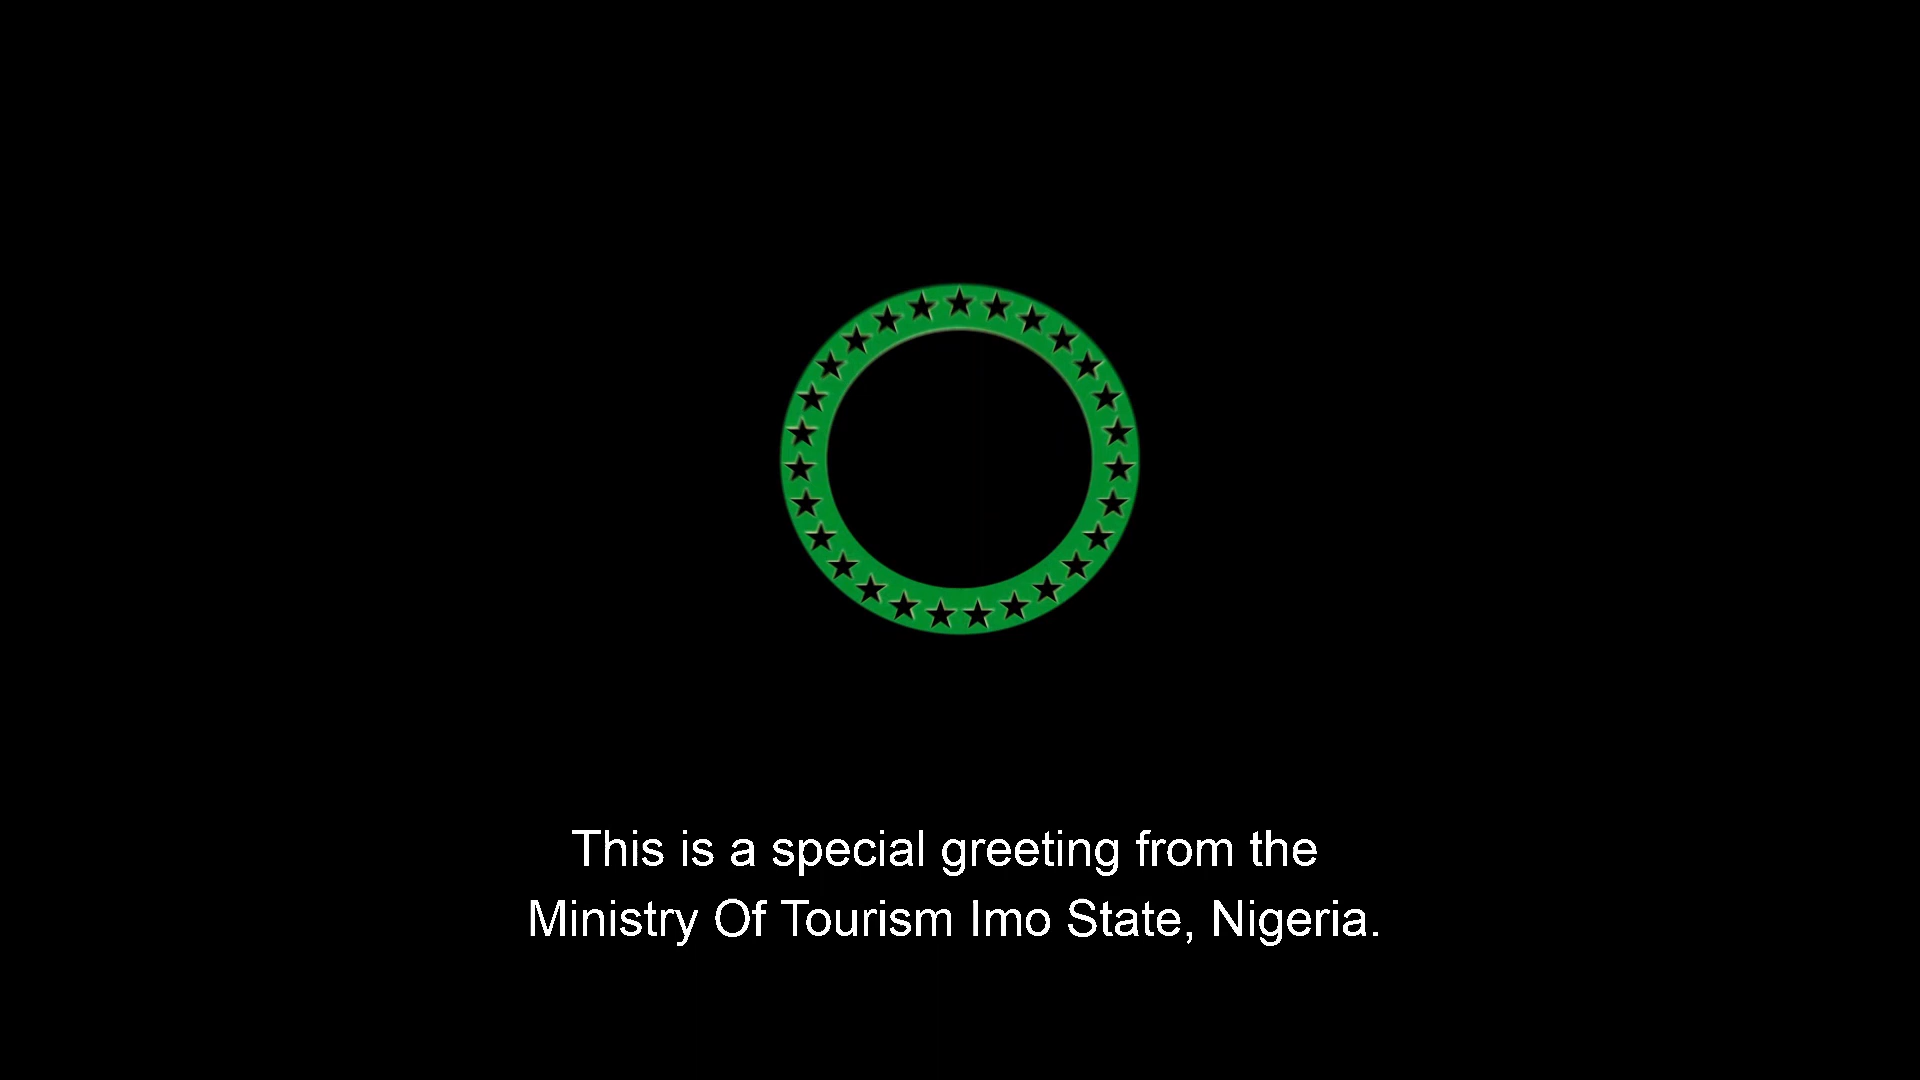 This is a special greeting from the
Ministry Of Tourism Imo State, Nigeria.